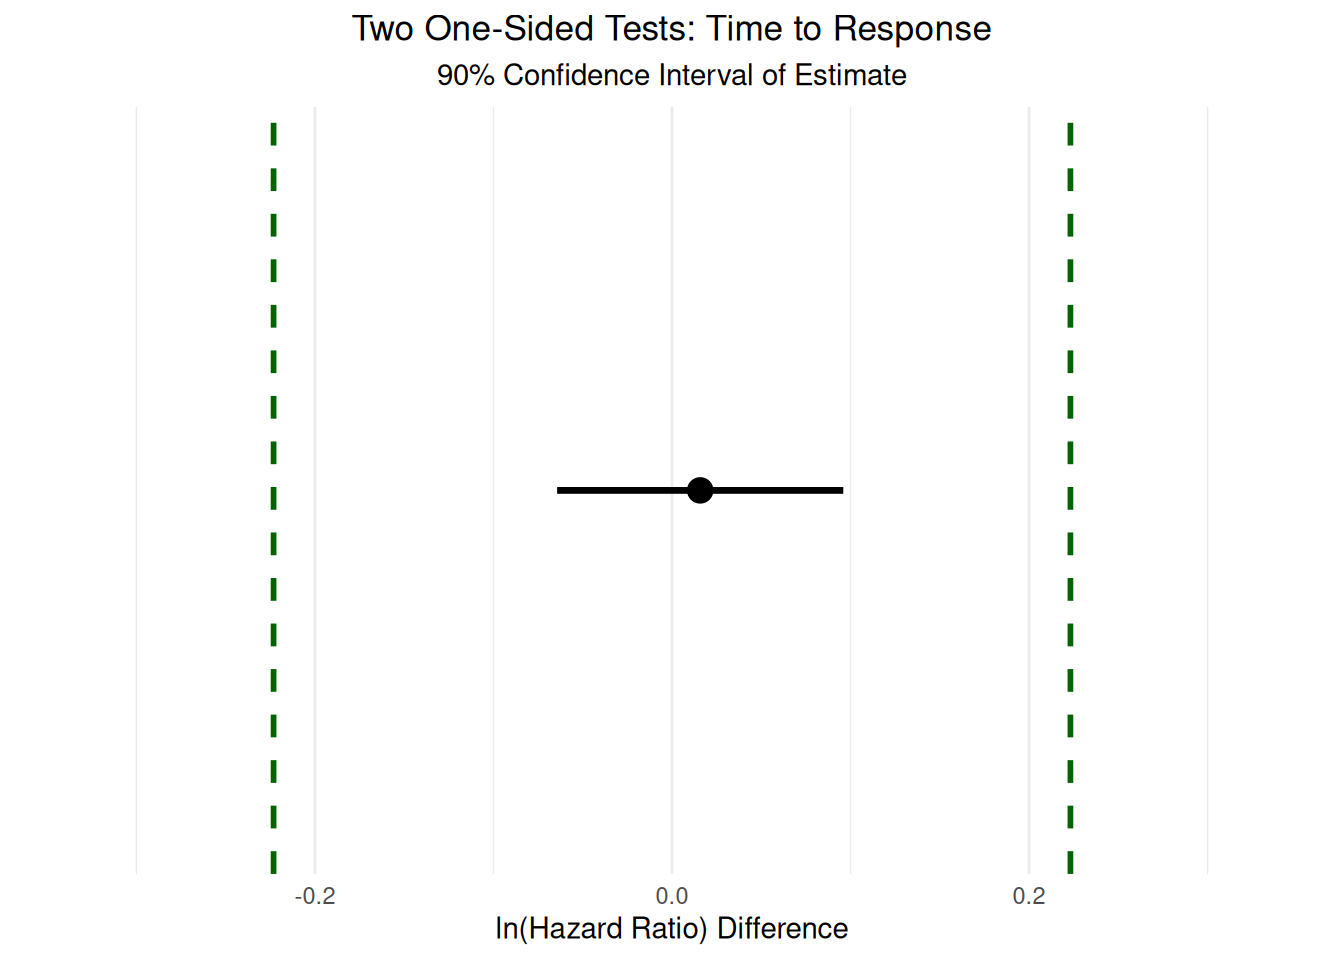 Two One-Sided Tests: Time to Response
90% Confidence Interval of Estimate
-0.2 0.0 0.2
ln(Hazard Ratio) Difference